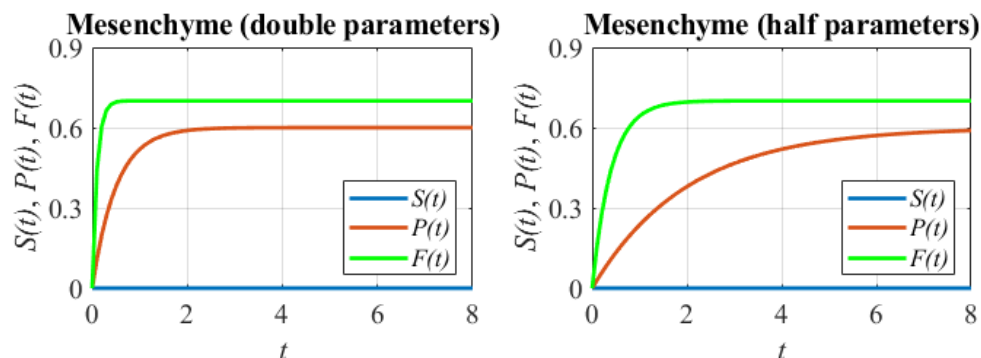 Mesenchyme (double parameters)
S(t), P(t), F(t)
0.9
0.6
0.3
0
S(t)
P(t)
F(t)
0 2 4 6 8
t
Mesenchyme (half parameters)
S(t), P(t), F(t)
0.9
0.6
0.3
0
S(t)
P(t)
F(t)
0 2 4 6 8
t